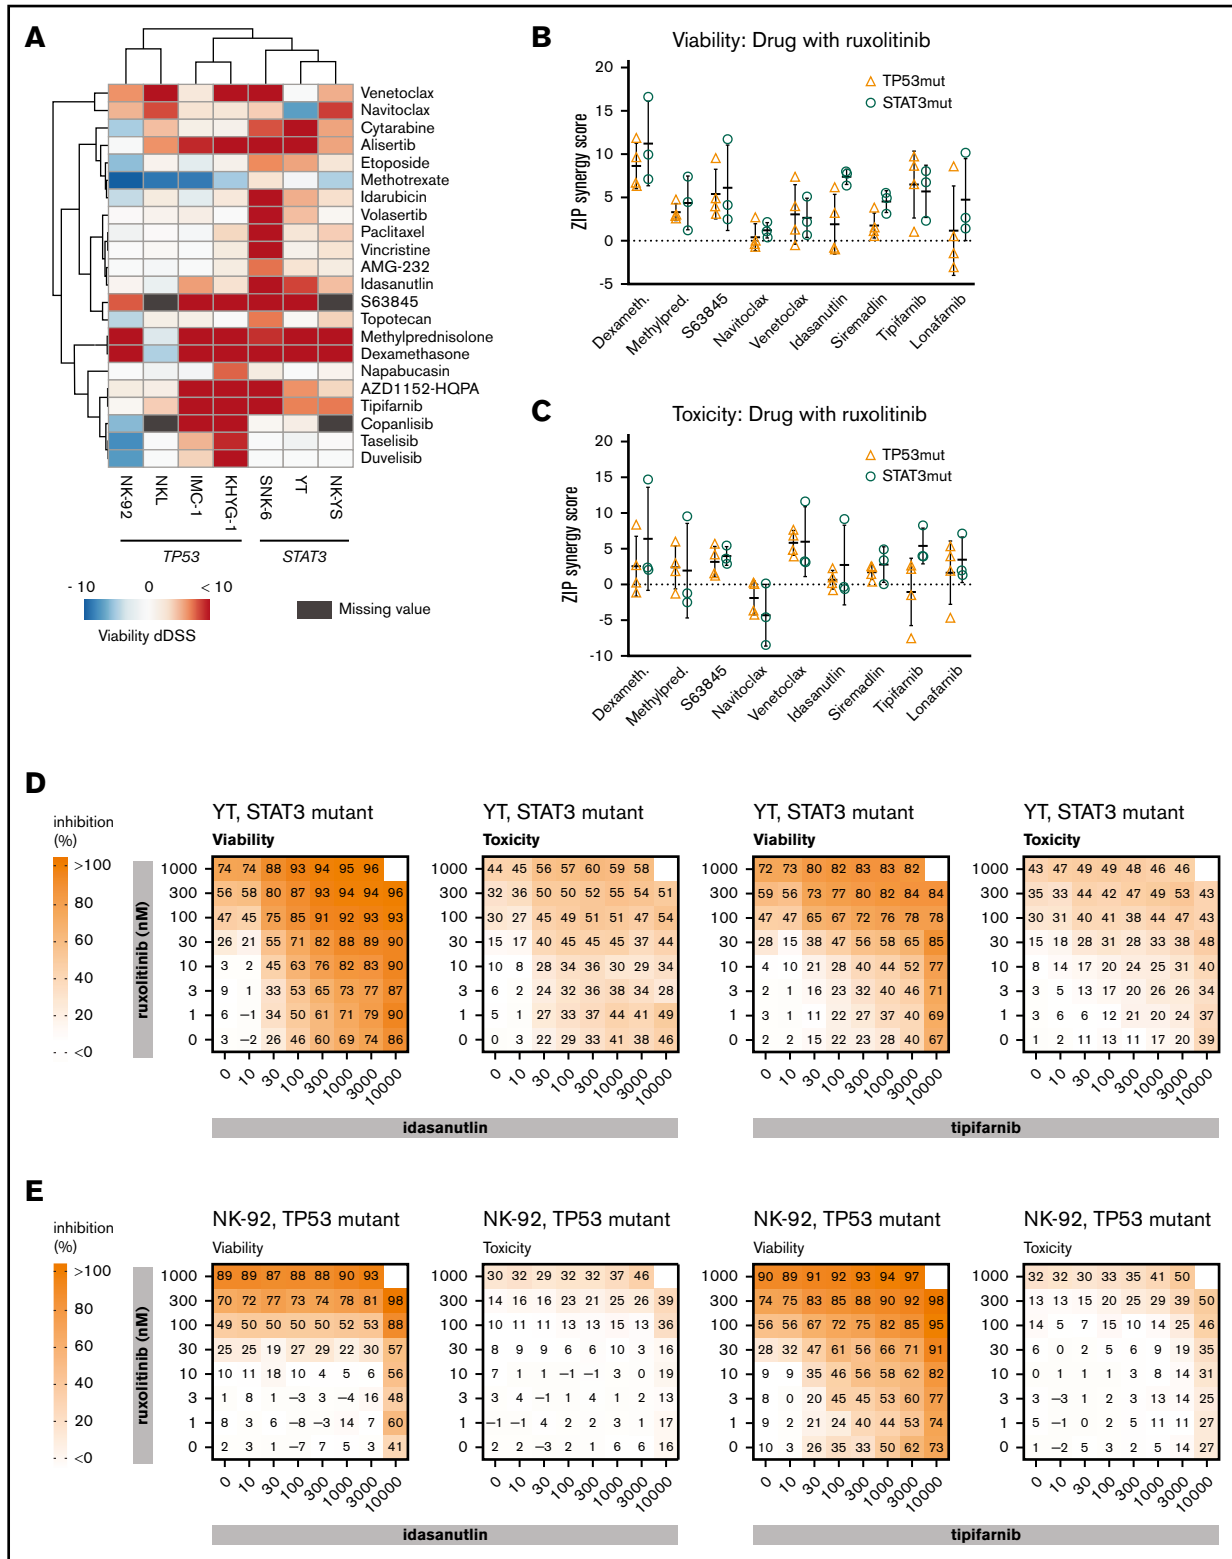 A
Venetoclax
Navitoclax
Cytarabine
Alisertib
Etoposide
Methotrexate
Idarubicin
Volasertib
Paclitaxel
Vincristine
AMG-232
Idasanutlin
S63845
Topotecan
Methylprednisolone
Dexamethasone
Napabucasin
AZD1152-HQPA
Tipifarnib
Copanlisib
Taselisib
Duvelisib
NK-92 NKL IMC-1 KHYG-1 SNK-6 YT NK-YS
TP53 STAT3
- 10 0 < 10
Viability dDSS
Missing value
B
Viability: Drug with ruxolitinib
TP53mut
STAT3mut
ZIP synergy score
20
15
10
5
0
-5
Dexameth. Methylpred. S63845 Navitoclax Venetoclax Idasanutlin Siremadlin Tipifarnib Lonafarnib
C
Toxicity: Drug with ruxolitinib
TP53mut
STAT3mut
ZIP synergy score
20
15
10
5
0
-5
-10
Dexameth. Methylpred. S63845 Navitoclax Venetoclax Idasanutlin Siremadlin Tipifarnib Lonafarnib
D
inhibition
(%)
>100
80
60
40
20
<0
ruxolitinib (nM)
YT, STAT3 mutant
Viability
1000 74 74 88 93 94 95 96
300 56 58 80 87 93 94 94 96
100 47 45 75 85 91 92 93 93
30 26 21 55 71 82 88 89 90
10 3 2 45 63 76 82 83 90
3 9 1 33 53 65 73 77 87
1 6 –1 34 50 61 71 79 90
0 3 –2 26 46 60 69 74 86
0 10 30 100 300 1000 3000 10000
YT, STAT3 mutant
Toxicity
44 45 56 57 60 59 58
32 36 50 50 52 55 54 51
30 27 45 49 51 51 47 54
15 17 40 45 45 45 37 44
10 8 28 34 36 30 29 34
6 2 24 32 36 38 34 28
5 1 27 33 37 44 41 49
0 3 22 29 33 41 38 46
0 10 30 100 300 1000 3000 10000
idasanutlin
YT, STAT3 mutant
Viability
1000 72 73 80 82 83 83 82
300 59 56 73 77 80 82 84 84
100 47 47 65 67 72 76 78 78
30 28 15 38 47 56 58 65 85
10 4 10 21 28 40 44 52 77
3 2 1 16 23 32 40 46 71
1 3 1 11 22 27 37 40 69
0 2 2 15 22 23 28 40 67
0 10 30 100 300 1000 3000 10000
YT, STAT3 mutant
Toxicity
1000 43 47 49 49 48 46 46
300 35 33 44 42 47 49 53 43
100 30 31 40 41 38 44 47 43
30 15 18 28 31 28 33 38 48
10 8 14 17 20 24 25 31 40
3 3 5 13 17 20 26 26 34
1 3 6 6 12 21 20 24 37
0 1 2 11 13 11 17 20 39
0 10 30 100 300 1000 3000 10000
tipifarnib
E
inhibition
(%)
>100
80
60
40
20
<0
ruxolitinib (nM)
NK-92, TP53 mutant
Viability
1000 89 89 87 88 88 90 93
300 70 72 77 73 74 78 81 98
100 49 50 50 50 50 52 53 88
30 25 25 19 27 29 22 30 57
10 10 11 18 10 4 5 6 56
3 1 8 1 –3 3 –4 16 48
1 8 3 6 –8 –3 14 7 60
0 2 3 1 –7 7 5 3 41
0 10 30 100 300 1000 3000 10000
NK-92, TP53 mutant
Toxicity
1000 30 32 29 32 32 37 46
300 14 16 16 23 21 25 26 39
100 10 11 11 13 13 15 13 36
30 8 9 9 6 6 10 3 16
10 7 1 1 –1 –1 3 0 19
3 3 4 –1 1 4 1 2 13
1 –1 –1 4 2 2 3 1 17
0 2 2 –3 2 1 6 6 16
0 10 30 100 300 1000 3000 10000
idasanutlin
NK-92, TP53 mutant
Viability
1000 90 89 91 92 93 94 97
300 74 75 83 85 88 90 92 98
100 56 56 67 72 75 82 85 95
30 28 32 47 61 56 66 71 91
10 9 9 35 46 56 58 62 82
3 8 0 20 45 45 53 60 77
1 9 2 21 24 40 44 53 74
0 10 3 26 35 33 50 62 73
0 10 30 100 300 1000 3000 10000
NK-92, TP53 mutant
Toxicity
1000 32 32 30 33 35 41 50
300 13 13 15 20 25 29 39 50
100 14 5 7 15 10 14 25 46
30 6 0 2 5 6 9 19 35
10 0 1 1 1 3 8 14 31
3 3 –3 1 2 3 13 14 25
1 5 –1 0 2 5 11 11 27
0 1 –2 5 3 2 5 14 27
0 10 30 100 300 1000 3000 10000
tipifarnib